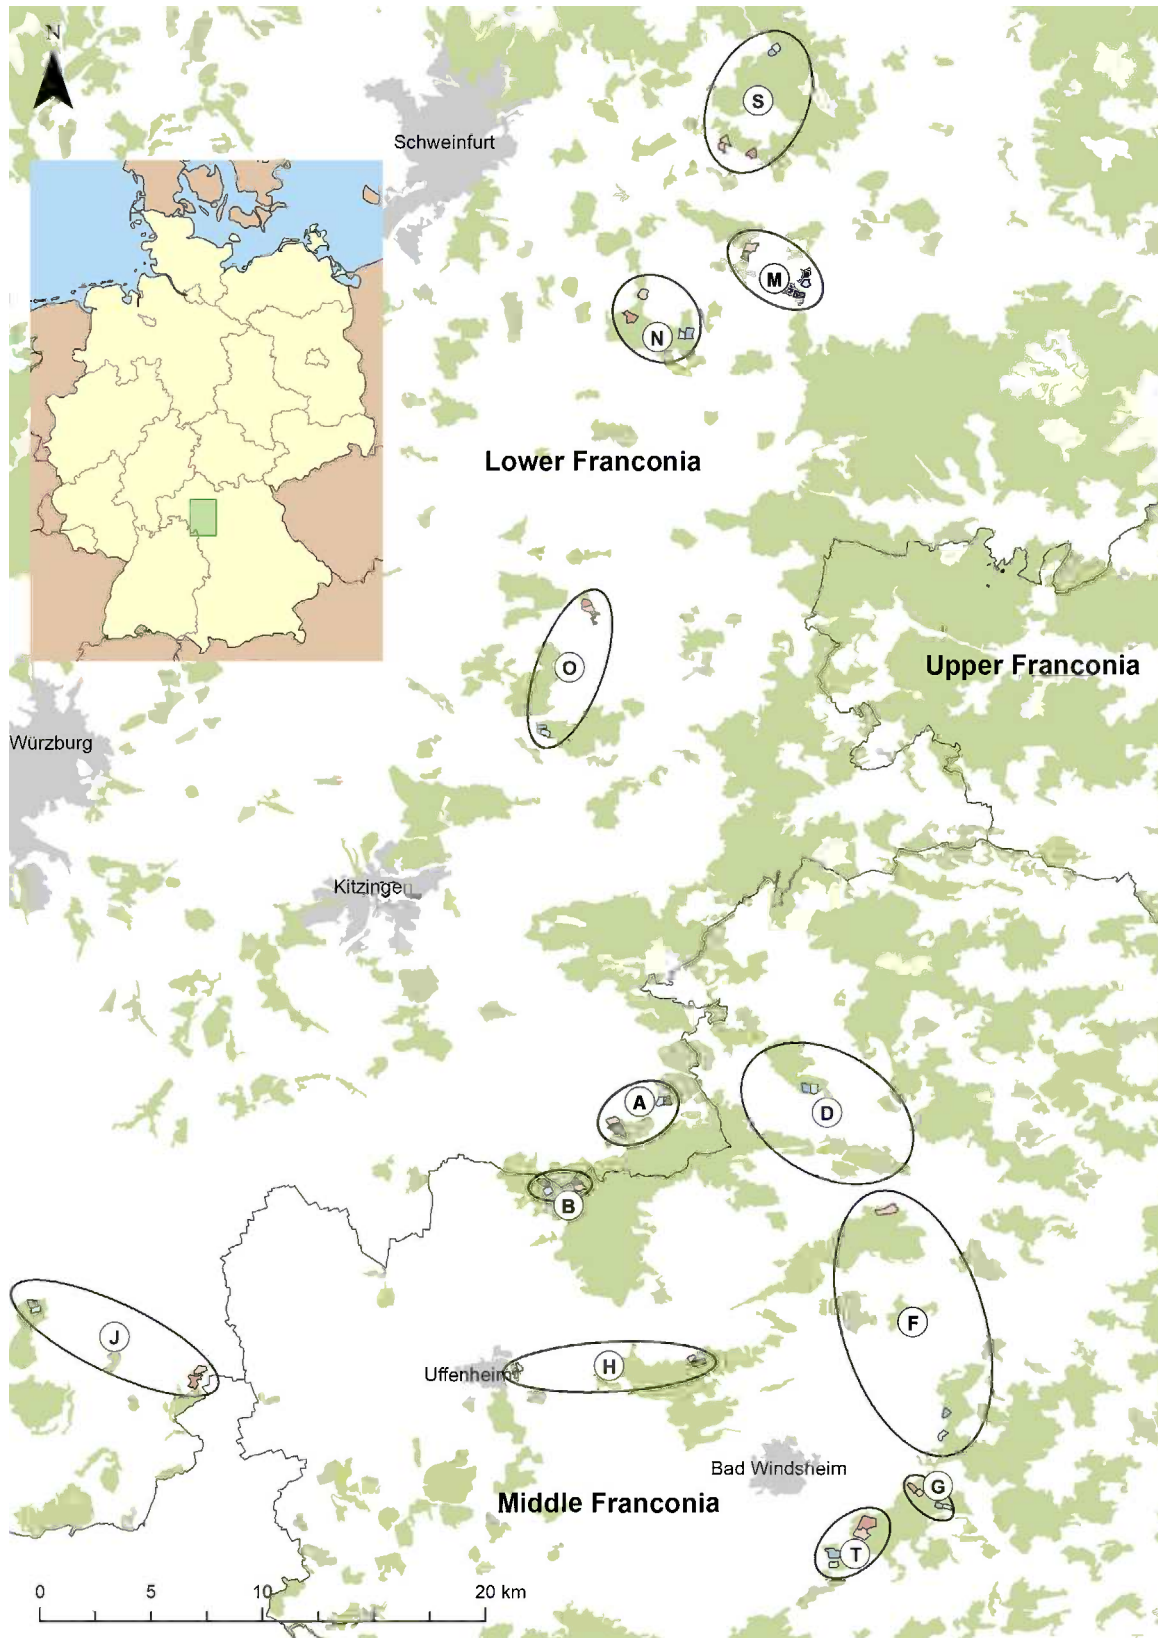 N
S
Schweinfurt
M
N
Lower Franconia
O
Upper Franconia
Würzburg
Kitzingen
A
D
B
F
J
H
Uffenheim
Bad Windsheim
G
Middle Franconia
T
0 5 10 20 km